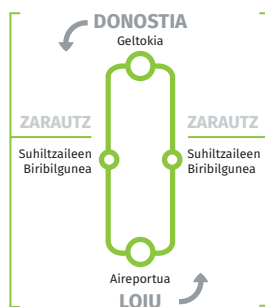 DONOSTIA
Geltokia
ZARAUTZ
ZARAUTZ
Suhiltzaileen
Biribilgunea
Suhiltzaileen
Biribilgunea
Aireportua
LOIU